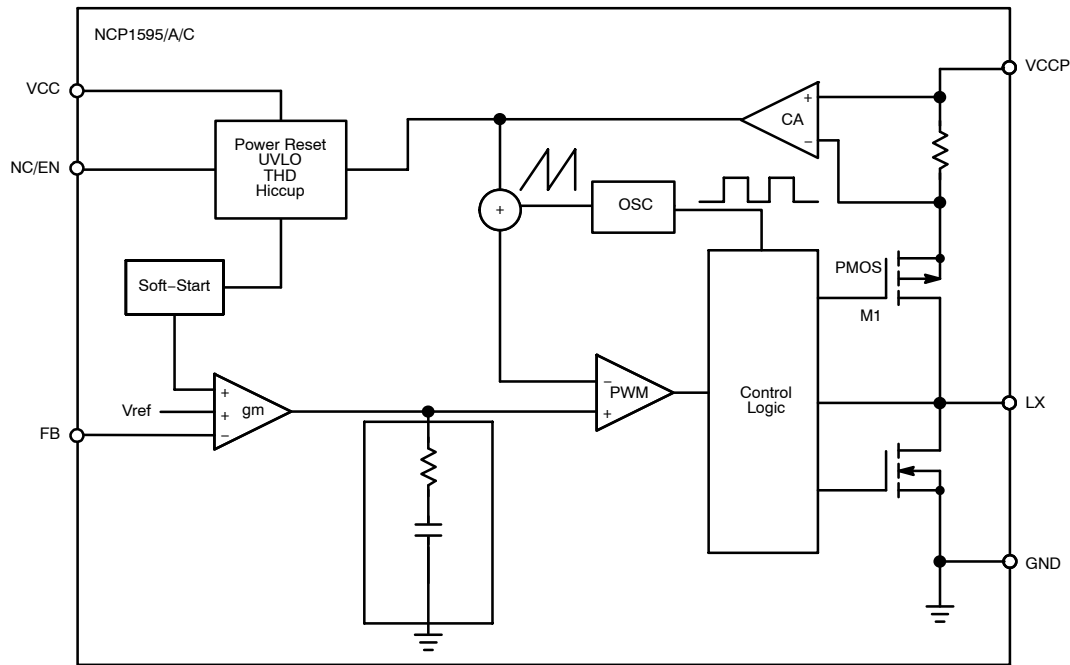 NCP1595/A/C
VCC
VCCP
NC/EN
Power Reset
UVLO
THD
Hiccup
+
CA
−
+
OSC
Soft−Start
PMOS
M1
+
Vref
+
gm
−
FB
−
PWM
+
Control
Logic
LX
GND